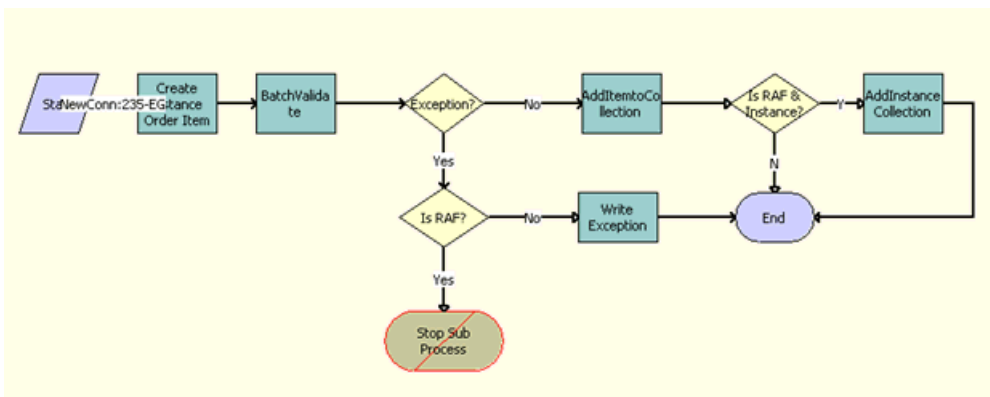 Sta
NewConn:235-EG
Create
stance
Order Item
BatchValida
te
Exception?
No
AddItemtoCo
llection
Is RAF &
Instance?
Y
AddInstance
Collection
Yes
N
Is RAF?
No
Write
Exception
End
Yes
Stop Sub
Process